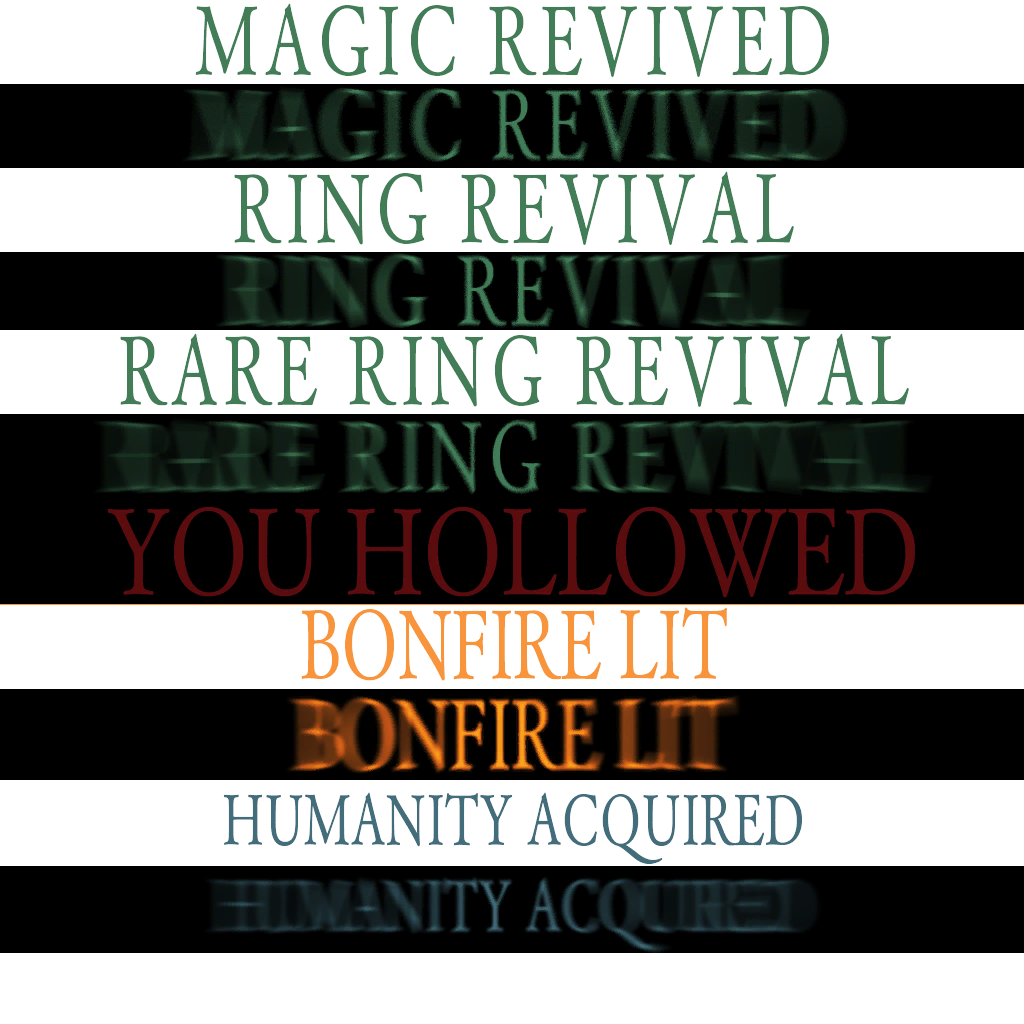 MAGIC REVIVED
MAGIC REVIVED
RING REVIVAL
RING REVIVAL
RARE RING REVIVAL
RARE RING REVIVAL
YOU HOLLOWED
BONFIRE LIT
BONFIRE LIT
HUMANITY ACQUIRED
HUMANITY ACQUIRED